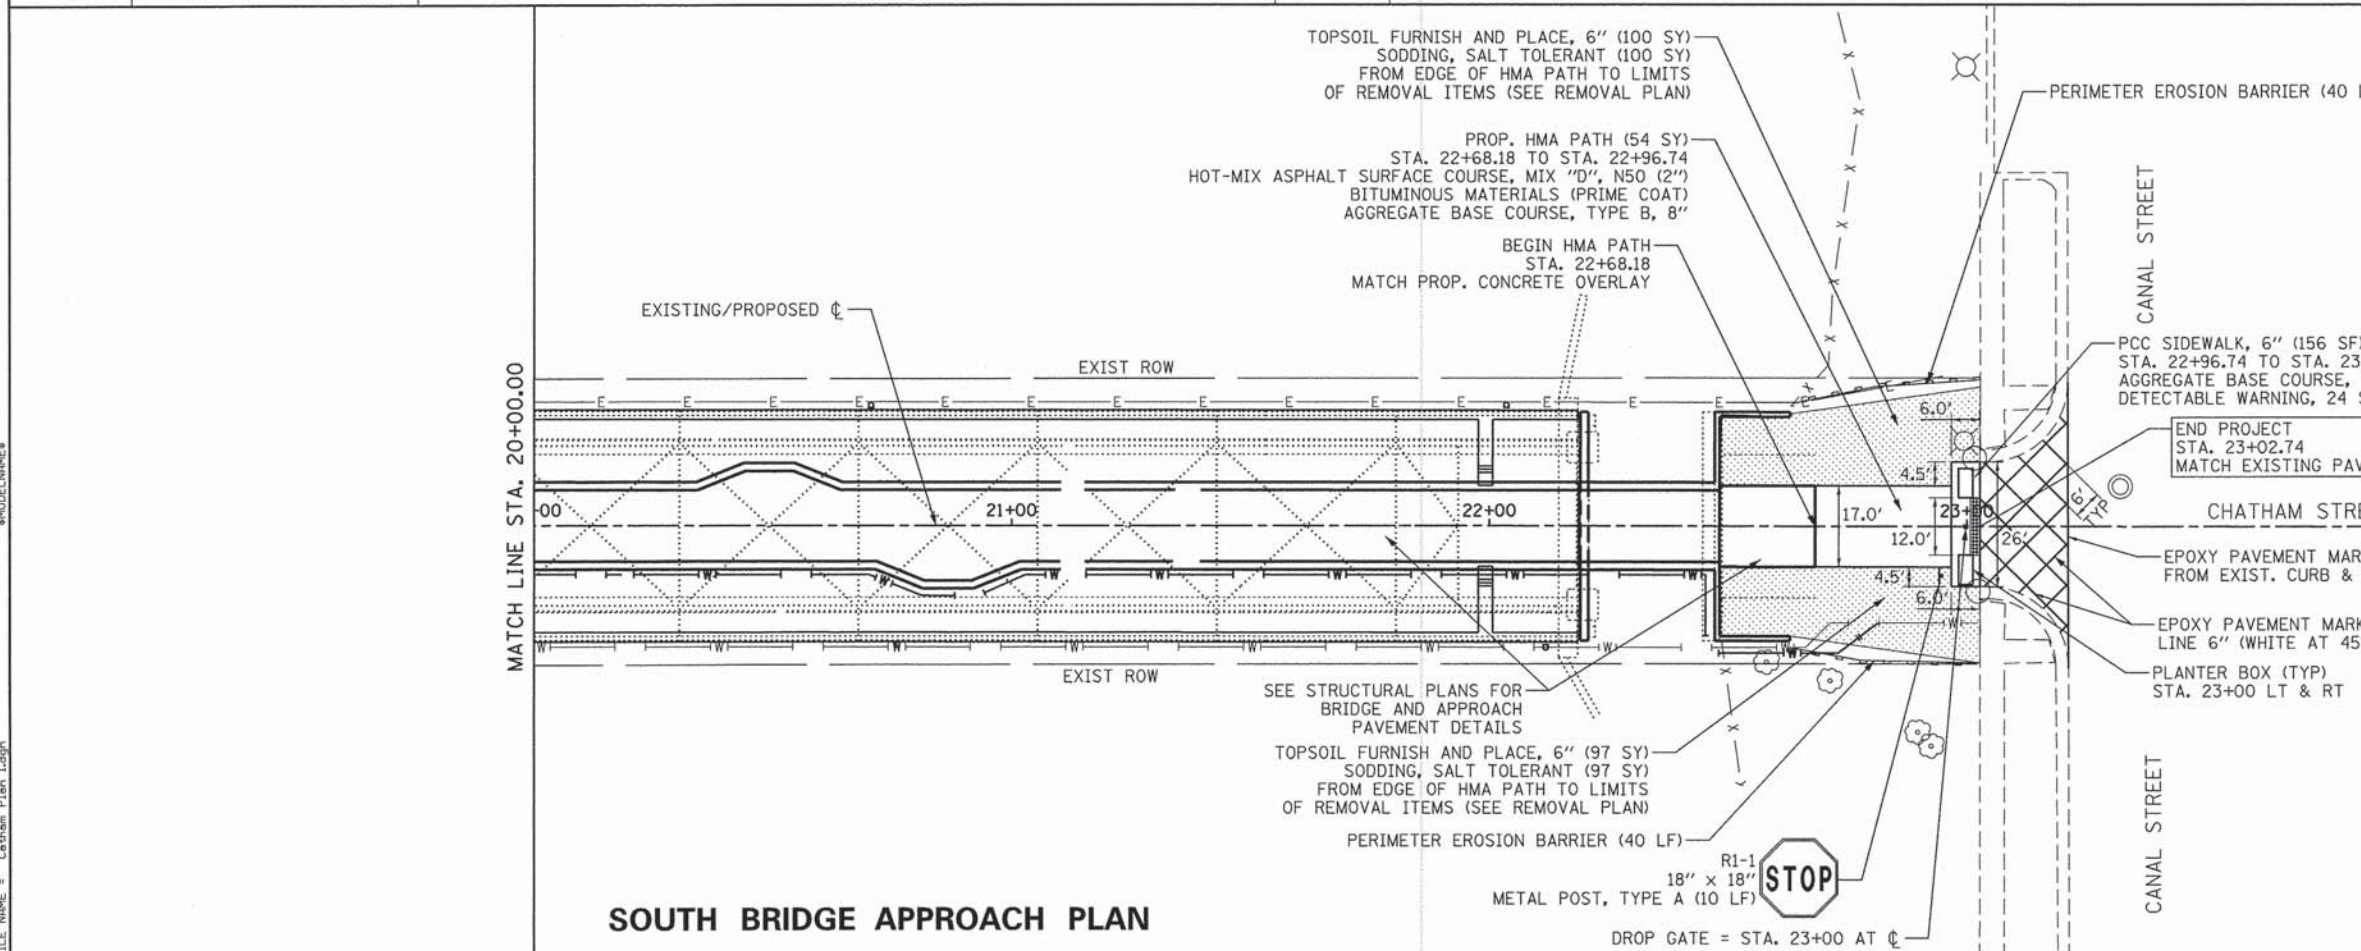 TOPSOIL FURNISH AND PLACE, 6" (100 SY)
SODDING, SALT TOLERANT (100 SY)
FROM EDGE OF HMA PATH TO LIMITS
OF REMOVAL ITEMS (SEE REMOVAL PLAN)
PERIMETER EROSION BARRIER (40
PROP. HMA PATH (54 SY)
STA. 22+68.18 TO STA. 22+96.74
HOT-MIX ASPHALT SURFACE COURSE, MIX "D", N50 (2")
BITUMINOUS MATERIALS (PRIME COAT)
AGGREGATE BASE COURSE, TYPE B, 8"
BEGIN HMA PATH
STA. 22+68.18
MATCH PROP. CONCRETE OVERLAY
CANAL STREET
EXISTING/PROPOSED ℄
EXIST ROW
PCC SIDEWALK, 6" (156 SF)
STA. 22+96.74 TO STA. 23
AGGREGATE BASE COURSE,
DETECTABLE WARNING, 24
END PROJECT
STA. 23+02.74
MATCH EXISTING PAV
MATCH LINE STA. 20+00.00
00
21+00
22+00
23+
6.0'
4.5'
17.0'
12.0'
26'
4.5'
6.0'
6'
TYP
CHATHAM STRE
EPOXY PAVEMENT MAR
FROM EXIST. CURB &
EPOXY PAVEMENT MARK
LINE 6" (WHITE AT 45
PLANTER BOX (TYP)
STA. 23+00 LT & RT
EXIST ROW
SEE STRUCTURAL PLANS FOR
BRIDGE AND APPROACH
PAVEMENT DETAILS
TOPSOIL FURNISH AND PLACE, 6" (97 SY)
SODDING, SALT TOLERANT (97 SY)
FROM EDGE OF HMA PATH TO LIMITS
OF REMOVAL ITEMS (SEE REMOVAL PLAN)
PERIMETER EROSION BARRIER (40 LF)
CANAL STREET
R1-1
18" x 18"
METAL POST, TYPE A (10 LF)
STOP
DROP GATE = STA. 23+00 AT ℄
SOUTH BRIDGE APPROACH PLAN